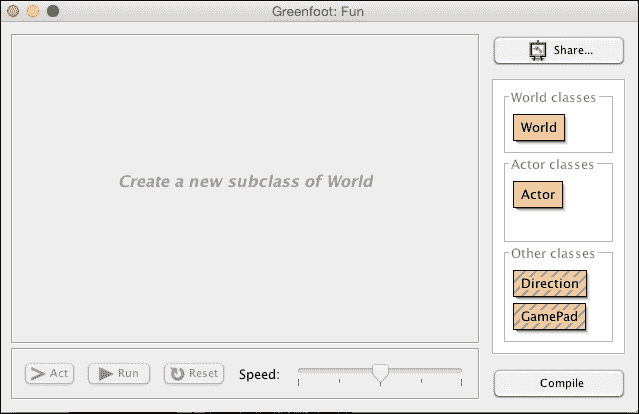 Greenfoot: Fun
Share...
World classes
World
Create a new subclass of World
Actor classes
Actor
Other classes
Direction
GamePad
Act
Run
Reset
Speed:
Compile